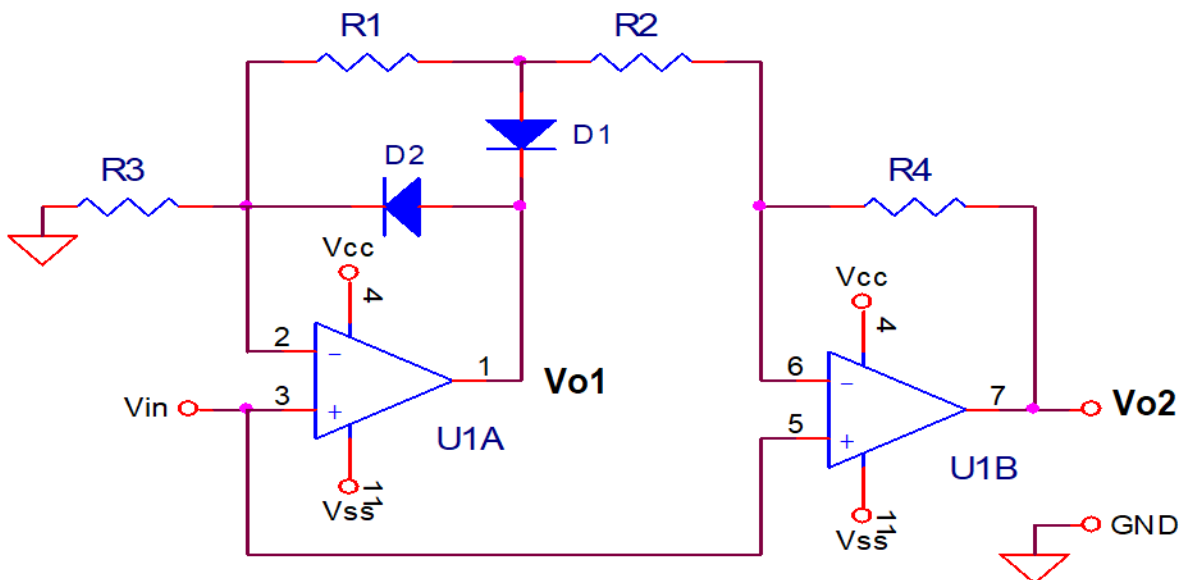 R1
R2
D1
D2
R3
R4
Vcc
4
Vcc
4
2
-
1
Vo1
6
-
7
Vo2
Vin
3
+
5
+
U1A
U1B
11
Vss
11
Vss
GND